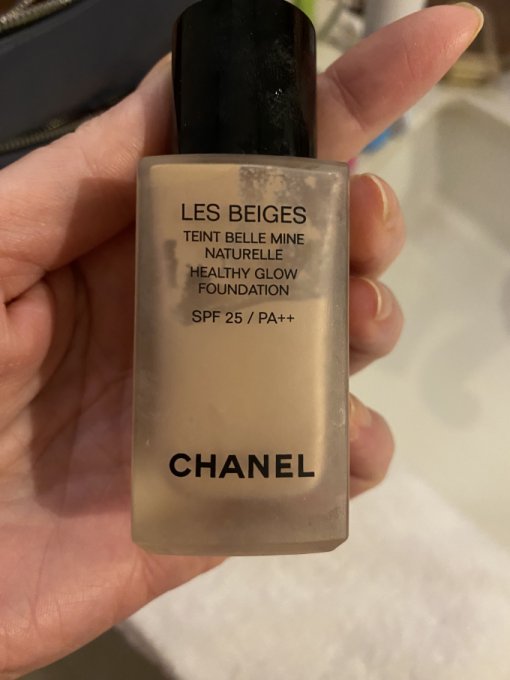 LES BEIGES
TEINT BELLE MINE
NATURELLE
HEALTHY GLOW
FOUNDATION
SPF 25 / PA++
CHANEL